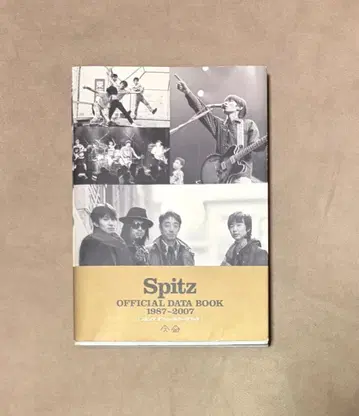 Spitz
OFFICIAL DATA BOOK
1987~2007